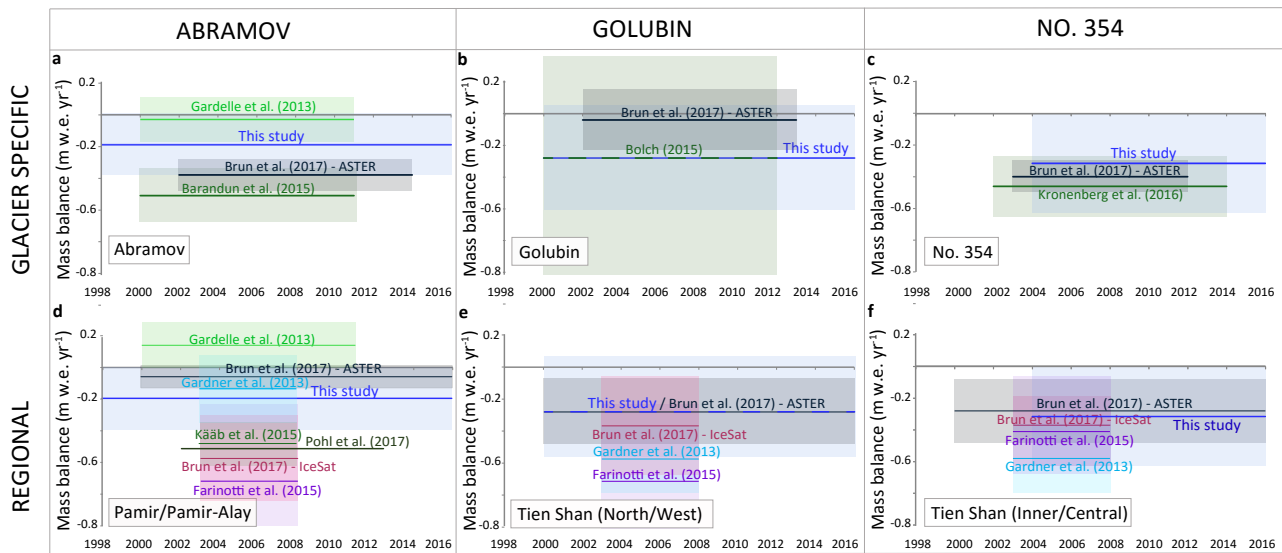 ABRAMOV
GOLUBIN
NO. 354
GLACIER SPECIFIC
a
Mass balance (m w.e. yr⁻¹)
0.2
-0.2
-0.6
-0.8
Gardelle et al. (2013)
This study
Brun et al. (2017) - ASTER
Barandun et al. (2015)
Abramov
1998 2000 2002 2004 2006 2008 2010 2012 2014 2016
b
Mass balance (m w.e. yr⁻¹)
0.2
-0.2
-0.6
-0.8
Brun et al. (2017) - ASTER
Bolch (2015)
This study
Golubin
1998 2000 2002 2004 2006 2008 2010 2012 2014 2016
c
Mass balance (m w.e. yr⁻¹)
0.2
-0.2
-0.6
-0.8
This study
Brun et al. (2017) - ASTER
Kronenberg et al. (2016)
No. 354
1998 2000 2002 2004 2006 2008 2010 2012 2014 2016
REGIONAL
d
Mass balance (m w.e. yr⁻¹)
0.2
-0.2
-0.6
-0.8
Gardelle et al. (2013)
Brun et al. (2017) - ASTER
Gardner et al. (2013)
This study
Kääb et al. (2015)
Pohl et al. (2017)
Brun et al. (2017) - IceSat
Farinotti et al. (2015)
Pamir/Pamir-Alay
1998 2000 2002 2004 2006 2008 2010 2012 2014 2016
e
Mass balance (m w.e. yr⁻¹)
0.2
-0.2
-0.6
-0.8
This study / Brun et al. (2017) - ASTER
Brun et al. (2017) - IceSat
Gardner et al. (2013)
Farinotti et al. (2015)
Tien Shan (North/West)
1998 2000 2002 2004 2006 2008 2010 2012 2014 2016
f
Mass balance (m w.e. yr⁻¹)
0.2
-0.2
-0.6
-0.8
Brun et al. (2017) - ASTER
Brun et al. (2017) - IceSat
This study
Farinotti et al. (2015)
Gardner et al. (2013)
Tien Shan (Inner/Central)
1998 2000 2002 2004 2006 2008 2010 2012 2014 2016